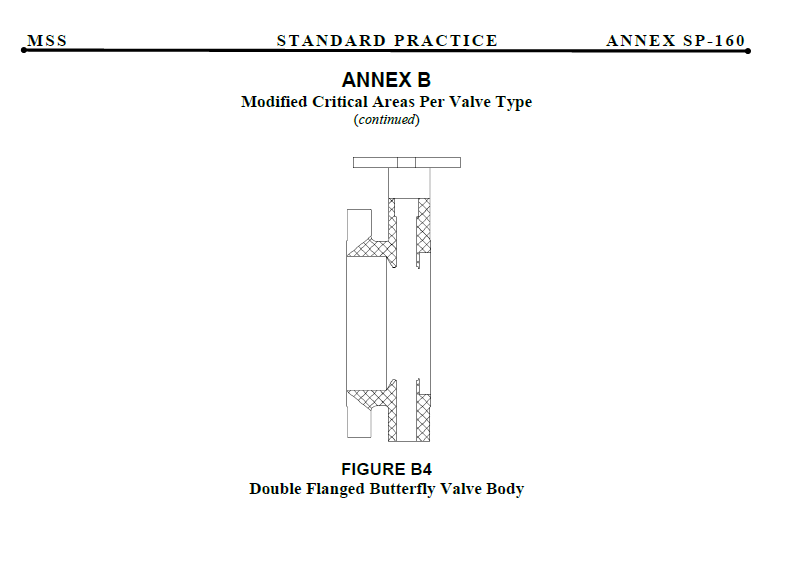 MSS STANDARD PRACTICE ANNEX SP-160
ANNEX B
Modified Critical Areas Per Valve Type
(continued)
FIGURE B4
Double Flanged Butterfly Valve Body